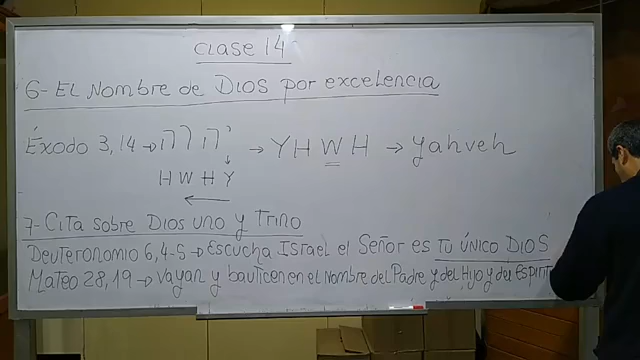 Clase 14
6- El Nombre de Dios por excelencia
Éxodo 3,14 → יהוה → YHWH → Yahveh
HWHY
7- Cita sobre Dios uno y Trino
Deuteronomio 6,4-5 → Escucha Israel el Señor es tu único Dios
Mateo 28,19 → Vayan y bauticen en el nombre del Padre y del Hijo y del Espirit